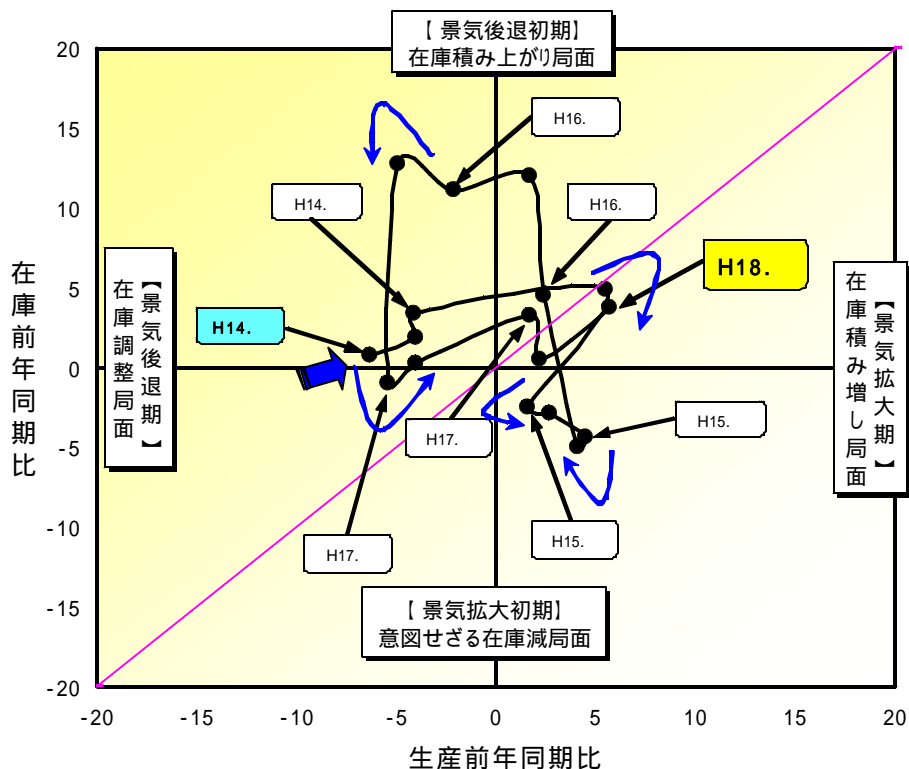 【 景気後退初期】
在庫積み上がり局面
20
15
10
5
0
-5
-10
-15
-20
在庫前年同期比
【景気後退期】
在庫調整局面
H16.
H14.
H16.
H18.
H14.
【景気拡大期】
在庫積み増し局面
H17.
H15.
H17.
H15.
【 景気拡大初期】
意図せざる在庫減局面
-20
-10
-5
0
5
10
15
20
生産前年同期比